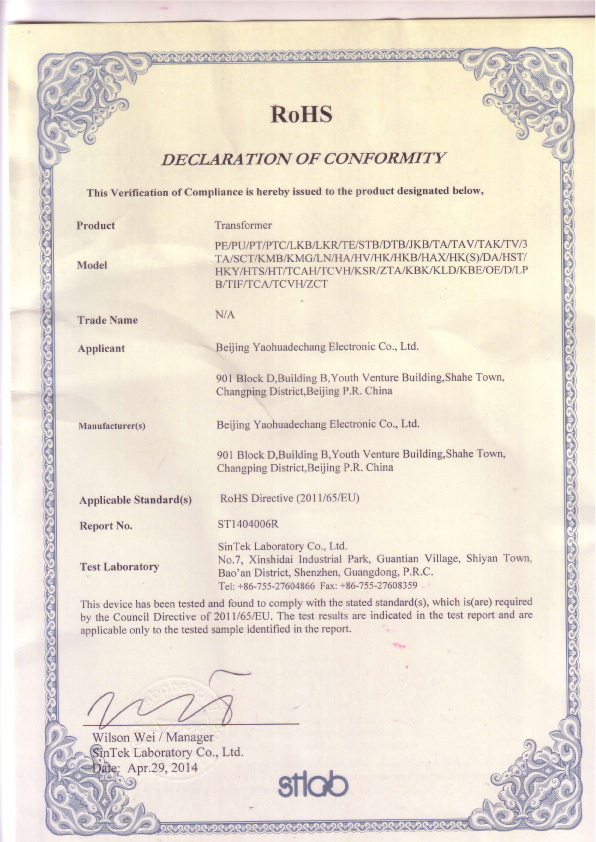 RoHS
DECLARATION OF CONFORMITY
This Verification of Compliance is hereby issued to the product designated below,
Product Transformer
Model PE/PU/PT/PTC/LKB/LKR/TE/STB/DTB/JKB/TA/TAV/TAK/TV/3
TA/SCT/KMB/KMG/LN/HA/HV/HK/HKB/HAX/HK(S)/DA/HST/
HKY/HTS/HT/TCAH/TCVH/KSR/ZTA/KBK/KLD/KBE/OE/D/LP
B/TIF/TCA/TCVH/ZCT
Trade Name N/A
Applicant Beijing Yaohuadechang Electronic Co., Ltd.
901 Block D,Building B,Youth Venture Building,Shahe Town,
Changping District,Beijing P.R. China
Manufacturer(s) Beijing Yaohuadechang Electronic Co., Ltd.
901 Block D,Building B,Youth Venture Building,Shahe Town,
Changping District,Beijing P.R. China
Applicable Standard(s) RoHS Directive (2011/65/EU)
Report No. ST1404006R
Test Laboratory SinTek Laboratory Co., Ltd.
No.7, Xinshidai Industrial Park, Guantian Village, Shiyan Town,
Bao'an District, Shenzhen, Guangdong, P.R.C.
Tel: +86-755-27604866 Fax: +86-755-27608359
This device has been tested and found to comply with the stated standard(s), which is(are) required
by the Council Directive of 2011/65/EU. The test results are indicated in the test report and are
applicable only to the tested sample identified in the report.
Wilson Wei / Manager
SinTek Laboratory Co., Ltd.
Date: Apr.29, 2014
stlab